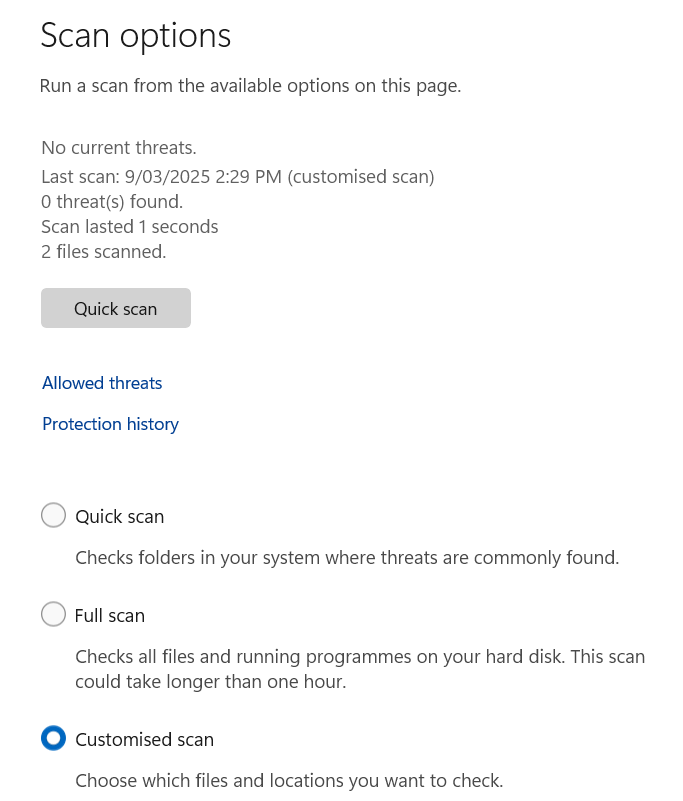 Scan options
Run a scan from the available options on this page.
No current threats.
Last scan: 9/03/2025 2:29 PM (customised scan)
0 threat(s) found.
Scan lasted 1 seconds
2 files scanned.
Quick scan
Allowed threats
Protection history
Quick scan
Checks folders in your system where threats are commonly found.
Full scan
Checks all files and running programmes on your hard disk. This scan
could take longer than one hour.
Customised scan
Choose which files and locations you want to check.